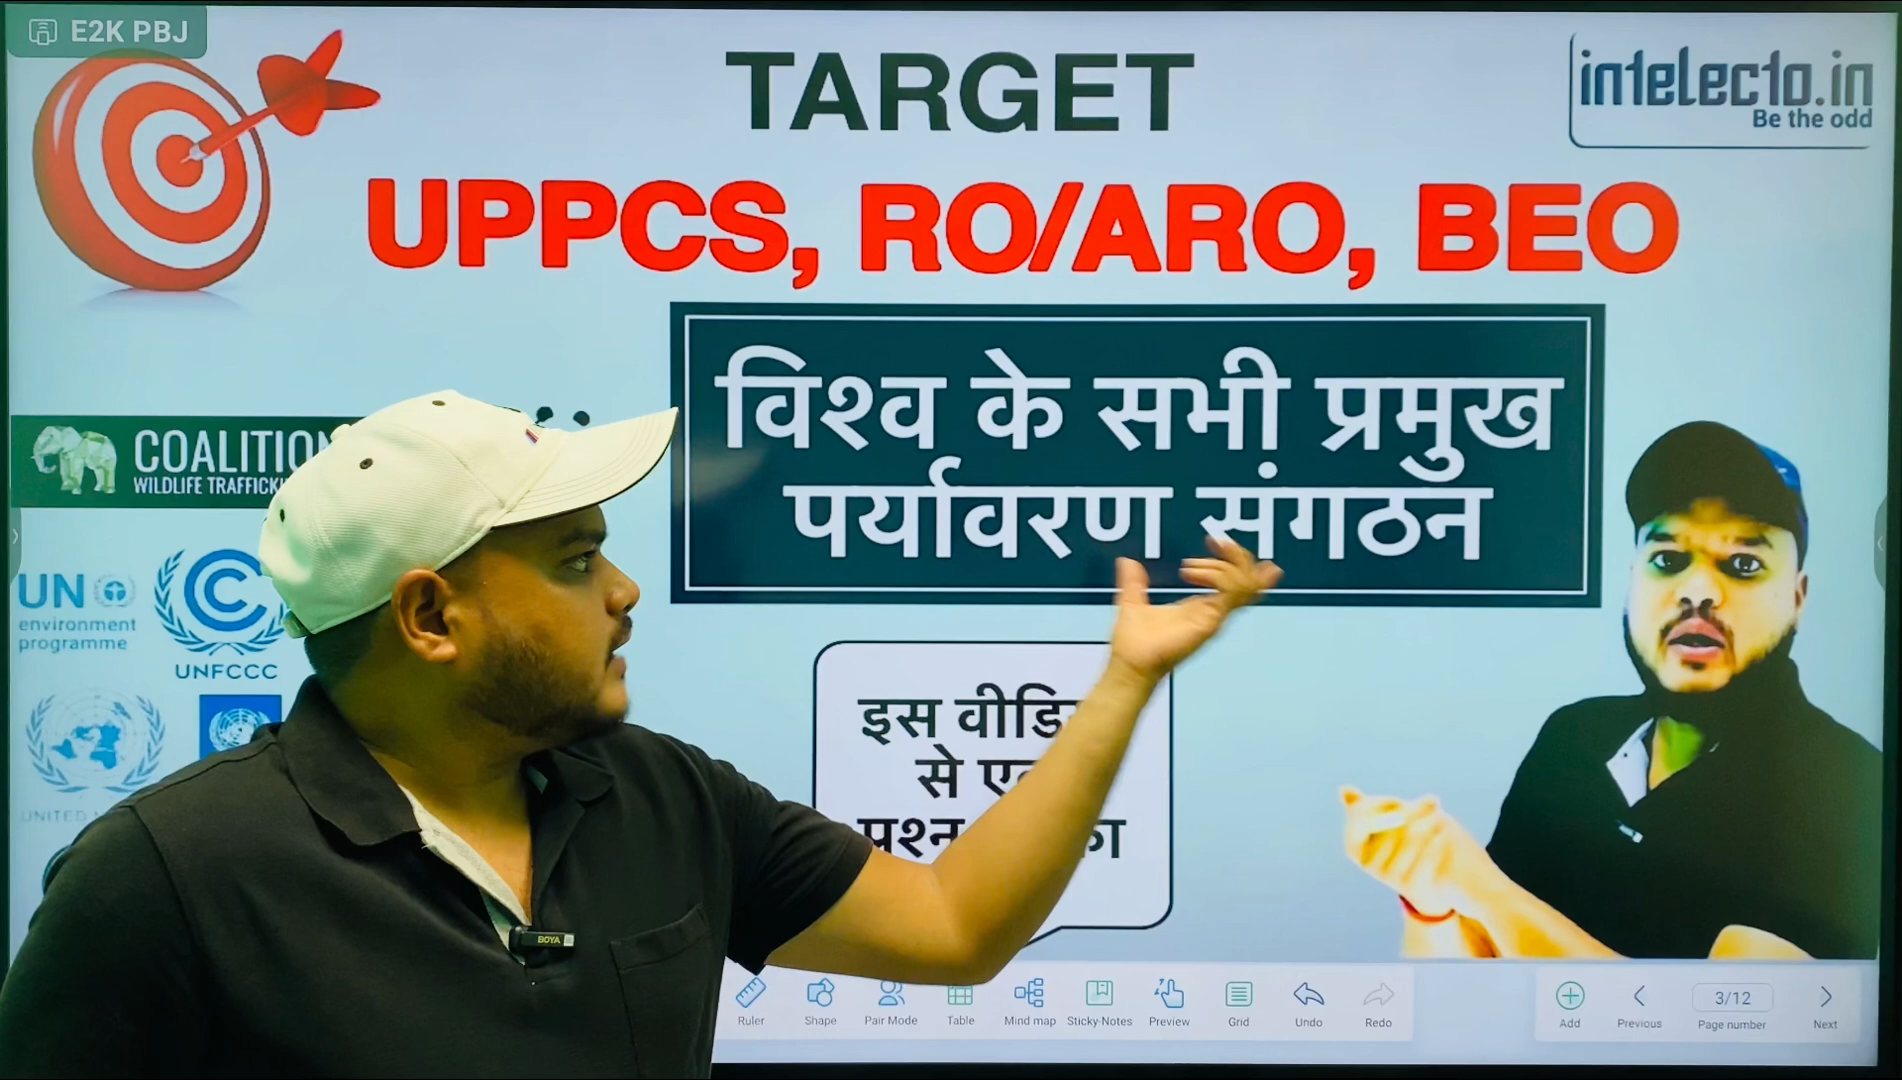 E2K PBJ
TARGET
intelecto.in
Be the odd
UPPCS, RO/ARO, BEO
विश्व के सभी प्रमुख
पर्यावरण संगठन
COALITION
WILDLIFE TRAFFICK
UN
environment
programme
UNFCCC
UNITED
इस वीडि
से
प्रश्न
BOYA
Ruler
Shape
Pair Mode
Table
Mind map
Sticky-Notes
Preview
Grid
Undo
Redo
Add
Previous
3/12
Page number
Next